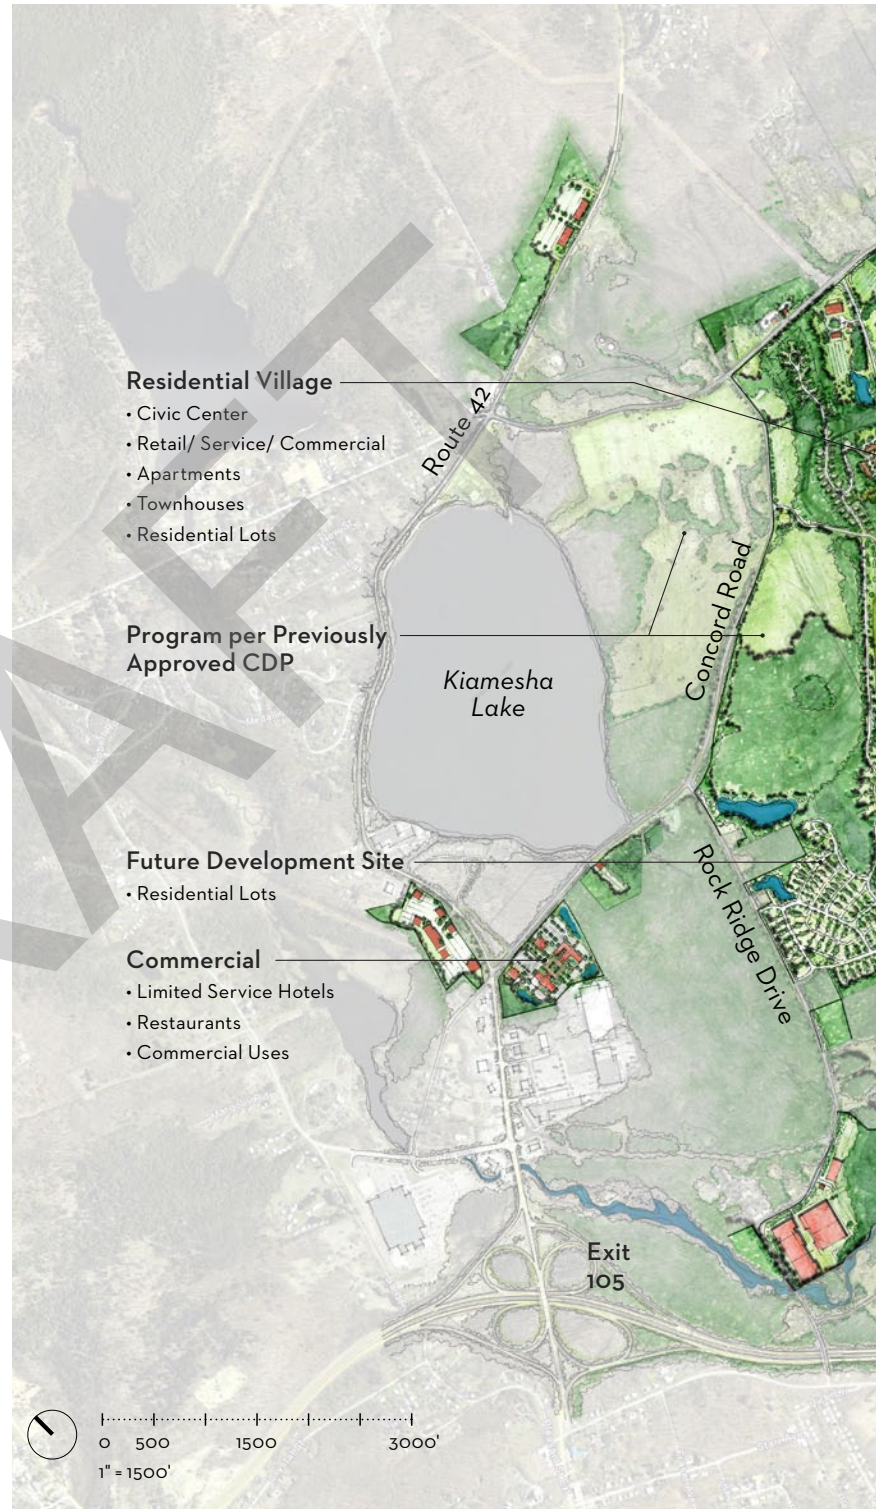 Residential Village
• Civic Center
• Retail/ Service/ Commercial
• Apartments
• Townhouses
• Residential Lots
Route 42
Concord Road
Program per Previously
Approved CDP
Kiamesha
Lake
Future Development Site
• Residential Lots
Rock Ridge Drive
Commercial
• Limited Service Hotels
• Restaurants
• Commercial Uses
Exit
105
0 500 1500 3000'
1" = 1500'
AFT